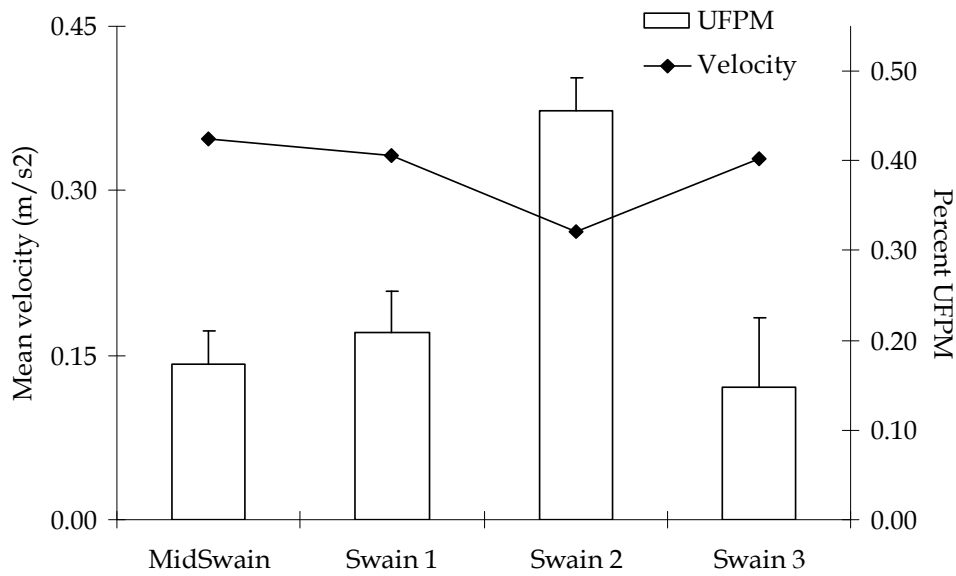 0.45
0.30
0.15
0.00
Mean velocity (m/s2)
UFPM
Velocity
0.50
0.40
0.30
0.20
0.10
0.00
Percent UFPM
MidSwain Swain 1 Swain 2 Swain 3